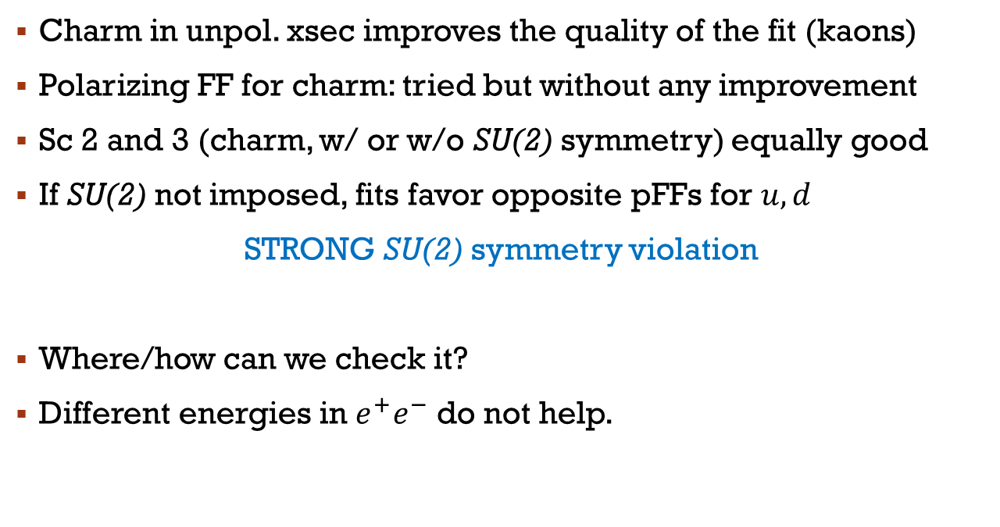 ▪ Charm in unpol. xsec improves the quality of the fit (kaons)
▪ Polarizing FF for charm: tried but without any improvement
▪ Sc 2 and 3 (charm, w/ or w/o SU(2) symmetry) equally good
▪ If SU(2) not imposed, fits favor opposite pFFs for u, d
STRONG SU(2) symmetry violation
▪ Where/how can we check it?
▪ Different energies in e⁺e⁻ do not help.